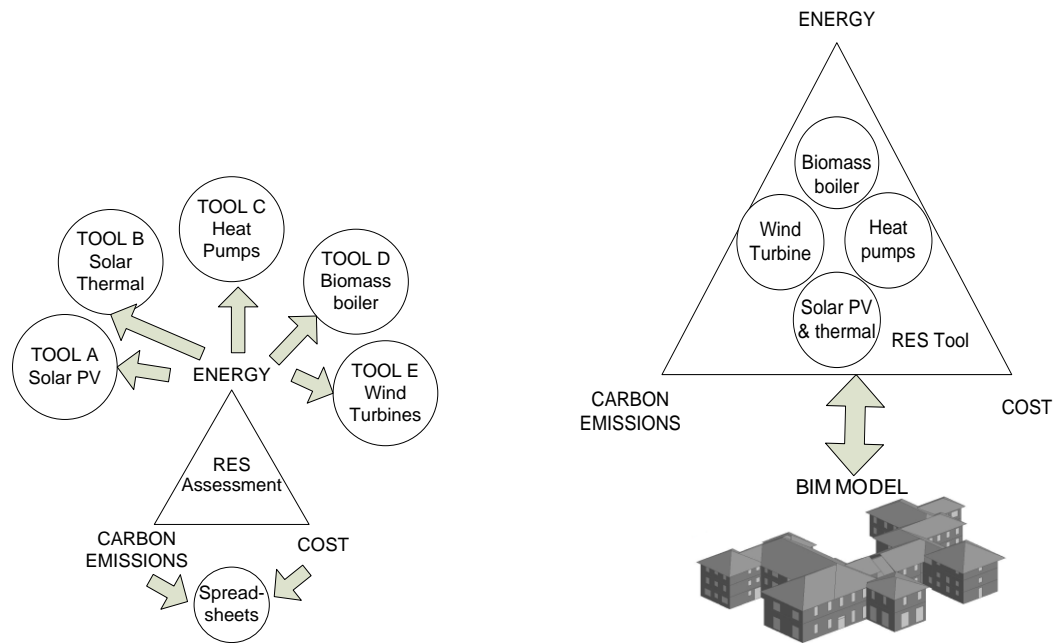 TOOL C
Heat
Pumps
TOOL B
Solar
Thermal
TOOL D
Biomass
boiler
TOOL A
Solar PV
TOOL E
Wind
Turbines
ENERGY
RES
Assessment
CARBON
EMISSIONS
COST
Spread-
sheets
ENERGY
Biomass
boiler
Wind
Turbine
Heat
pumps
Solar PV
& thermal
RES Tool
CARBON
EMISSIONS
COST
BIM MODEL